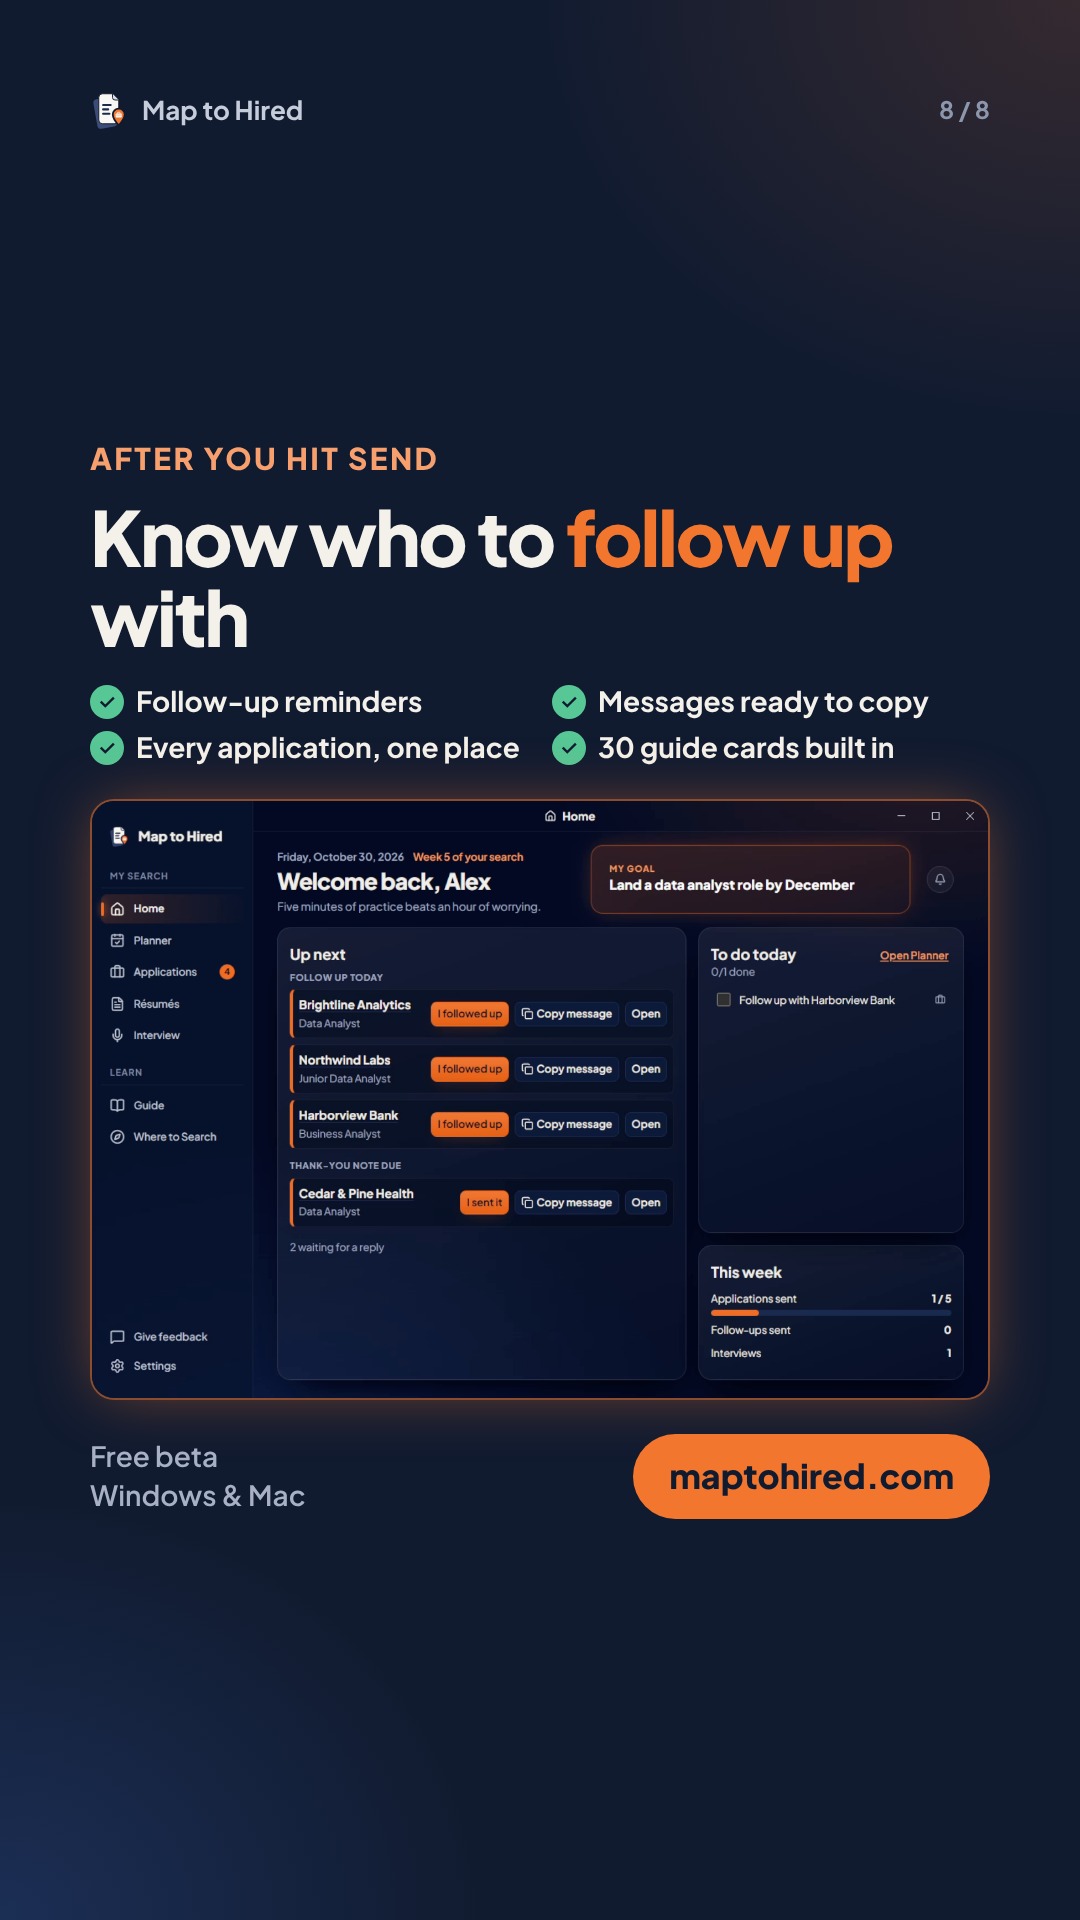 Map to Hired
8 / 8
AFTER YOU HIT SEND
Know who to follow up
with
Follow-up reminders
Messages ready to copy
Every application, one place
30 guide cards built in
Map to Hired
MY SEARCH
Home
Planner
Applications 4
Résumés
Interview
LEARN
Guide
Where to Search
Give feedback
Settings
Home
Friday, October 30, 2026 Week 5 of your search
Welcome back, Alex
Five minutes of practice beats an hour of worrying.
MY GOAL
Land a data analyst role by December
Up next
FOLLOW UP TODAY
Brightline Analytics
Data Analyst
I followed up Copy message Open
Northwind Labs
Junior Data Analyst
I followed up Copy message Open
Harborview Bank
Business Analyst
I followed up Copy message Open
THANK-YOU NOTE DUE
Cedar & Pine Health
Data Analyst
I sent it Copy message Open
2 waiting for a reply
To do today
Open Planner
0/1 done
Follow up with Harborview Bank
This week
Applications sent 1 / 5
Follow-ups sent 0
Interviews 1
Free beta
Windows & Mac
maptohired.com